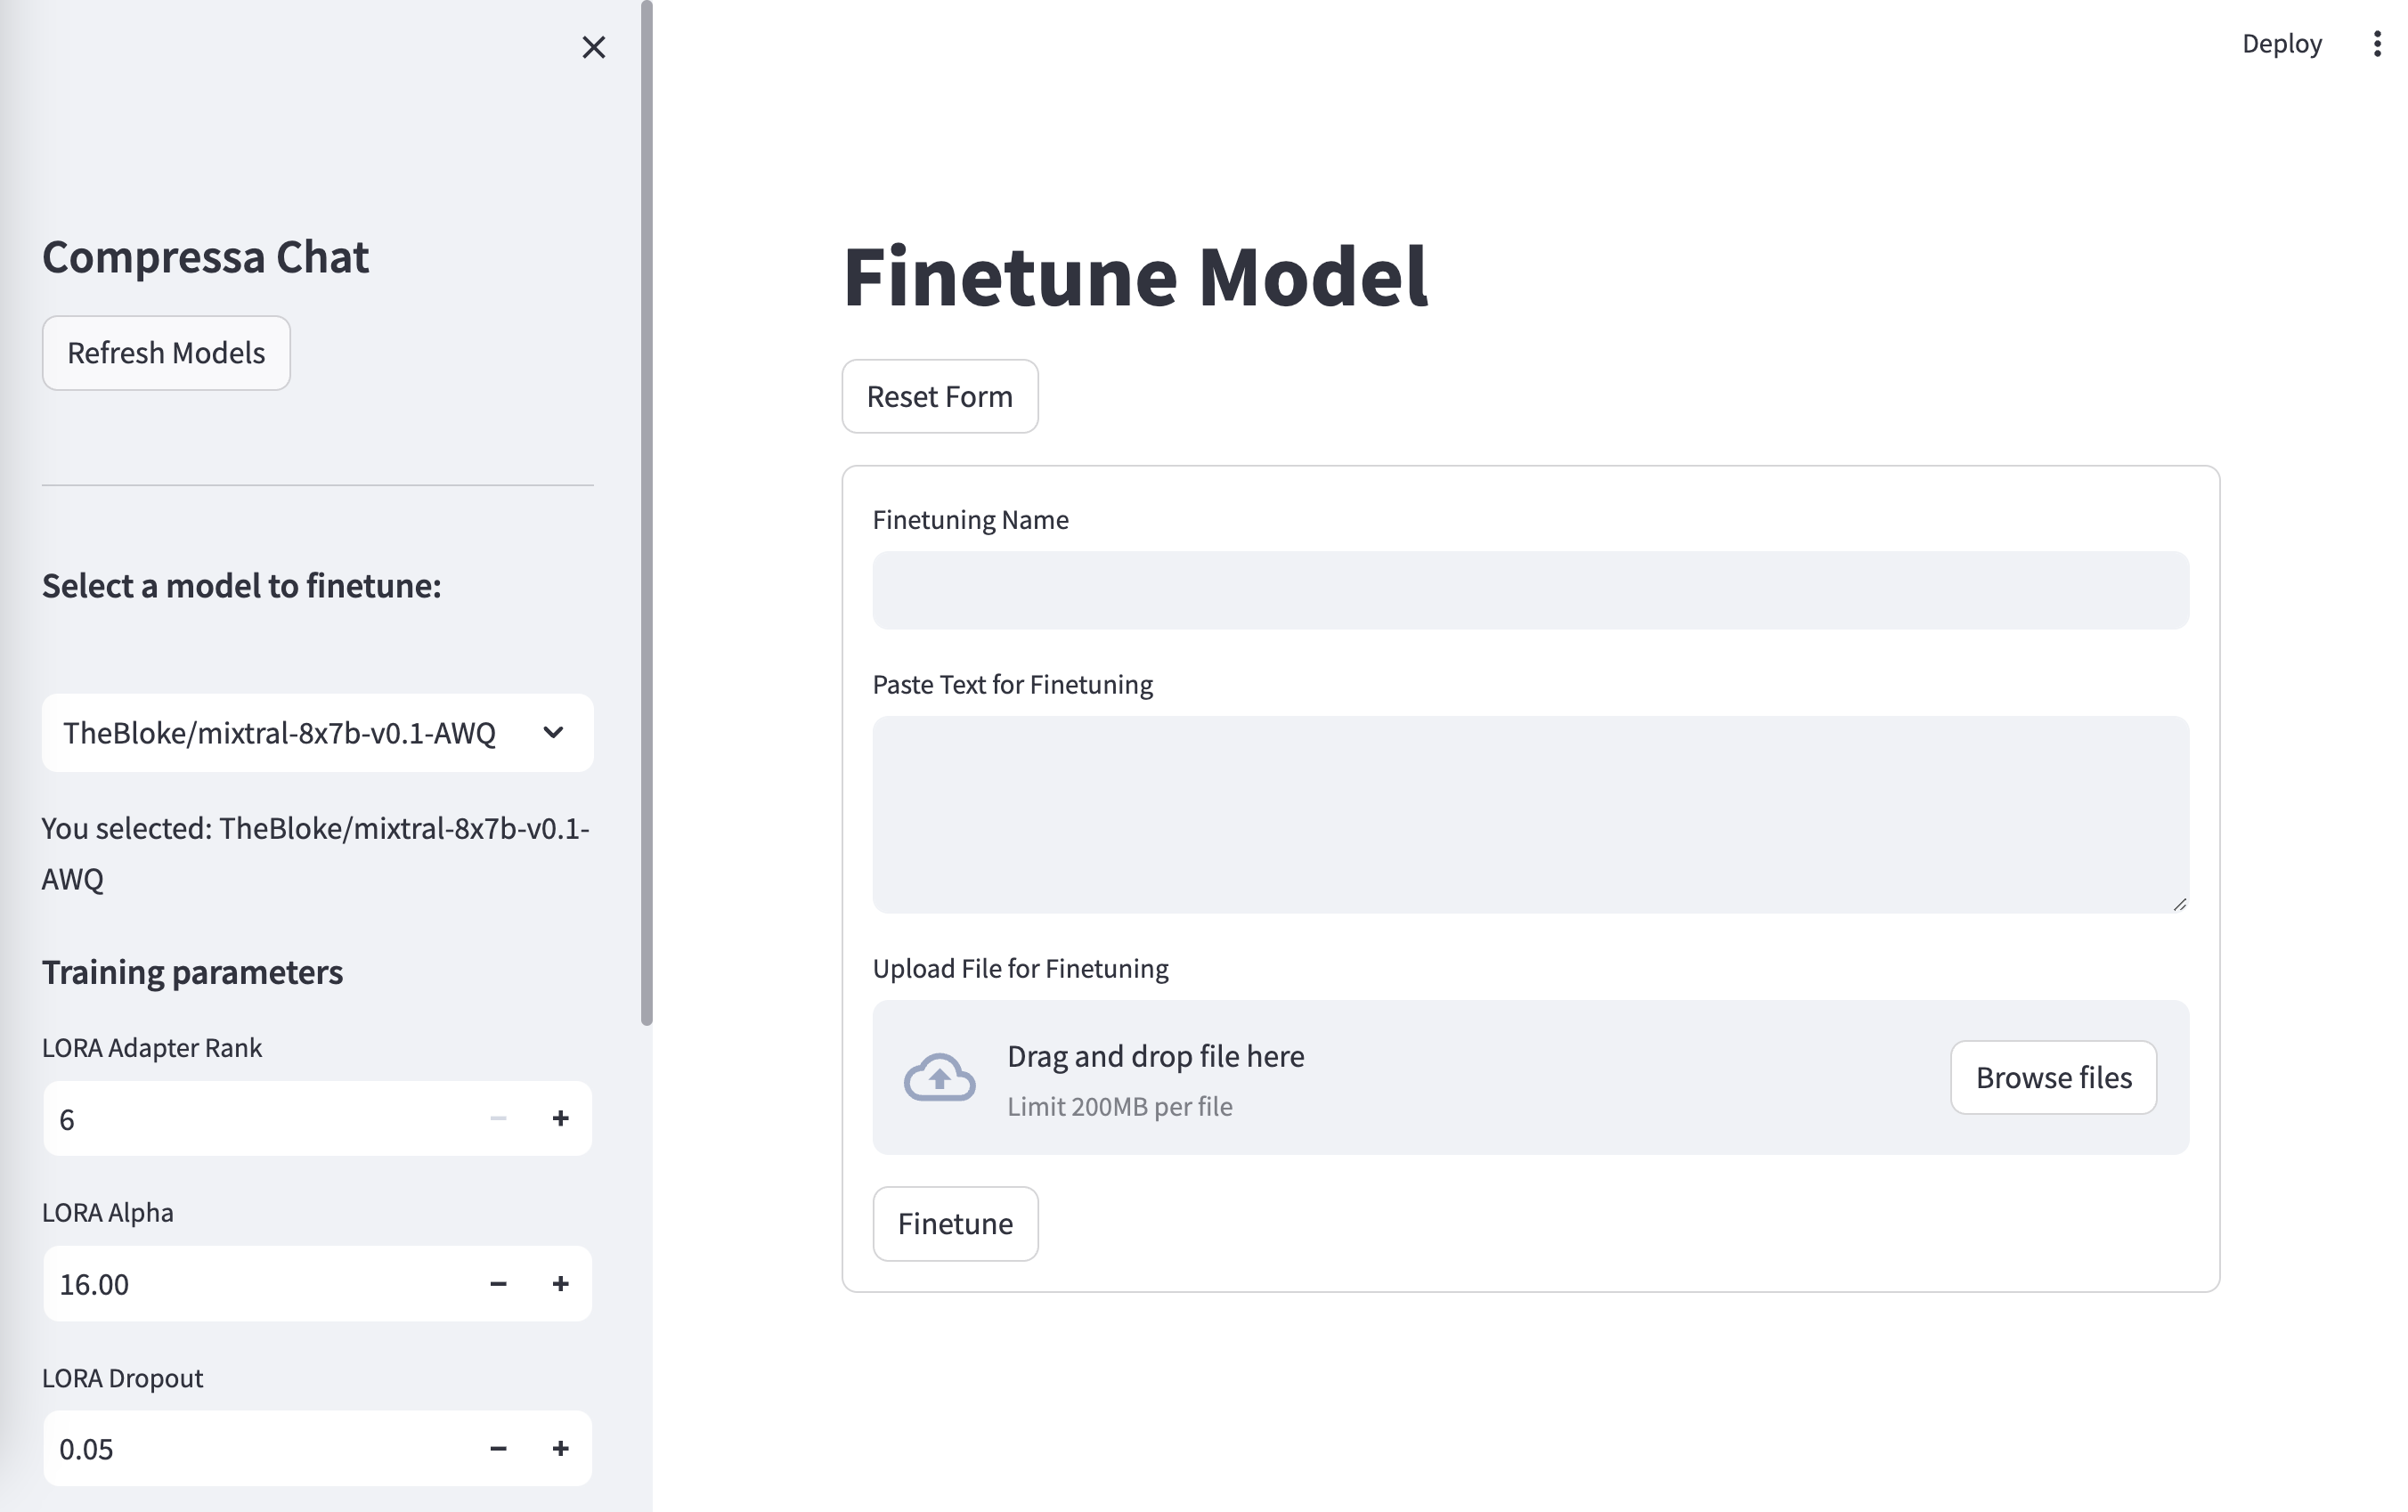 Deploy
Compressa Chat
Refresh Models
Select a model to finetune:
TheBloke/mixtral-8x7b-v0.1-AWQ
You selected: TheBloke/mixtral-8x7b-v0.1-
AWQ
Training parameters
LORA Adapter Rank
6
LORA Alpha
16.00
LORA Dropout
0.05
Finetune Model
Reset Form
Finetuning Name
Paste Text for Finetuning
Upload File for Finetuning
Drag and drop file here
Limit 200MB per file
Browse files
Finetune